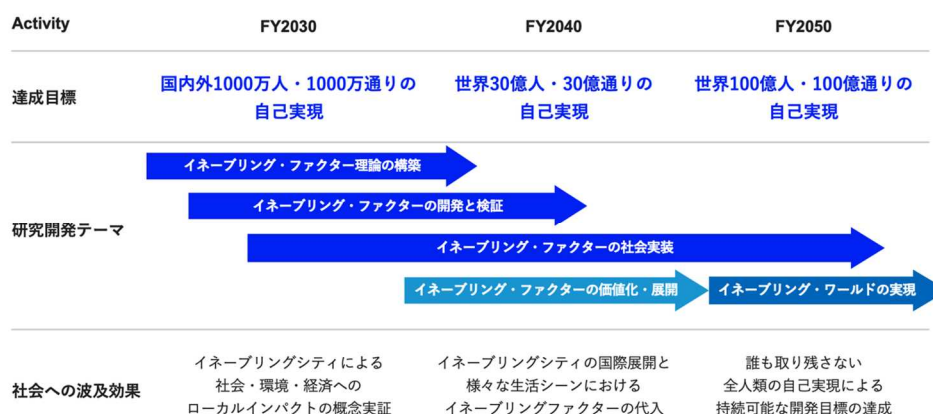 Activity FY2030 FY2040 FY2050
達成目標
国内外1000万人・1000万通りの
自己実現
世界30億人・30億通りの
自己実現
世界100億人・100億通りの
自己実現
研究開発テーマ
イネーブリング・ファクター理論の構築
イネーブリング・ファクターの開発と検証
イネーブリング・ファクターの社会実装
イネーブリング・ファクターの価値化・展開
イネーブリング・ワールドの実現
社会への波及効果
イネーブリングシティによる
社会・環境・経済への
ローカルインパクトの概念実証
イネーブリングシティの国際展開と
様々な生活シーンにおける
イネーブリングファクターの代入
誰も取り残さない
全人類の自己実現による
持続可能な開発目標の達成